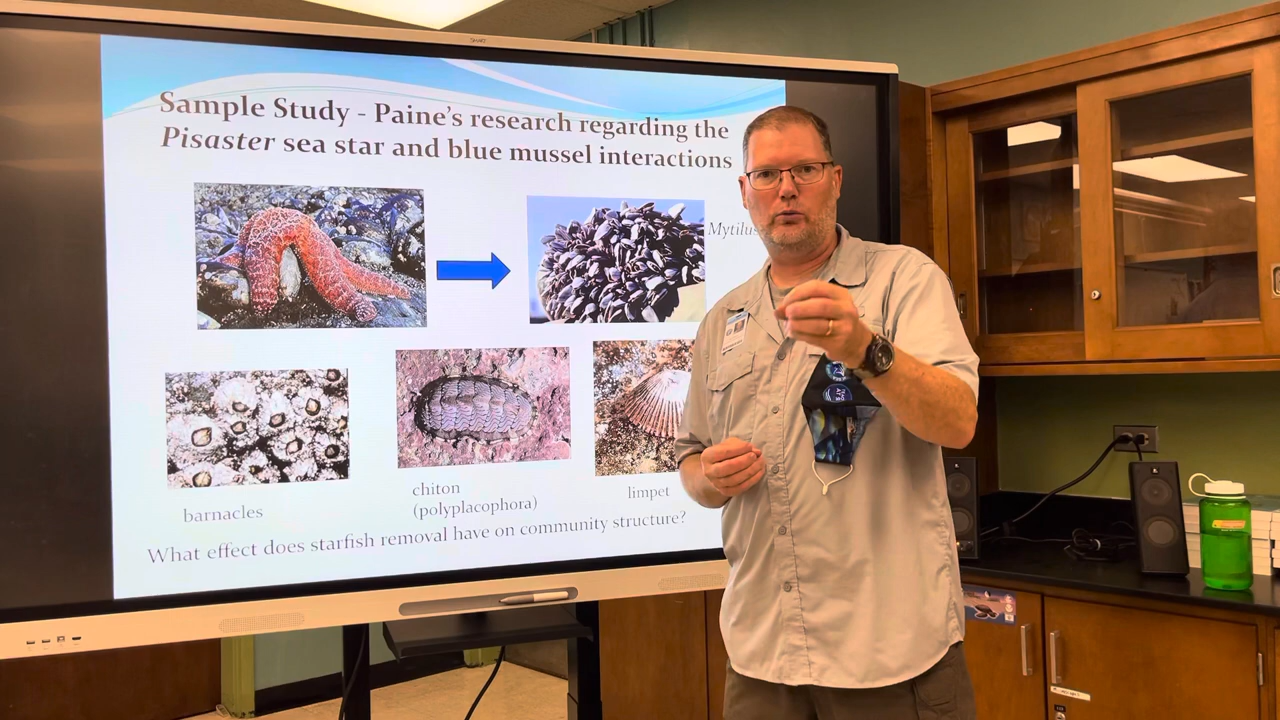 SMART
Sample Study - Paine's research regarding the
Pisaster sea star and blue mussel interactions
Mytilus
barnacles
chiton
(polyplacophora)
limpet
What effect does starfish removal have on community structure?